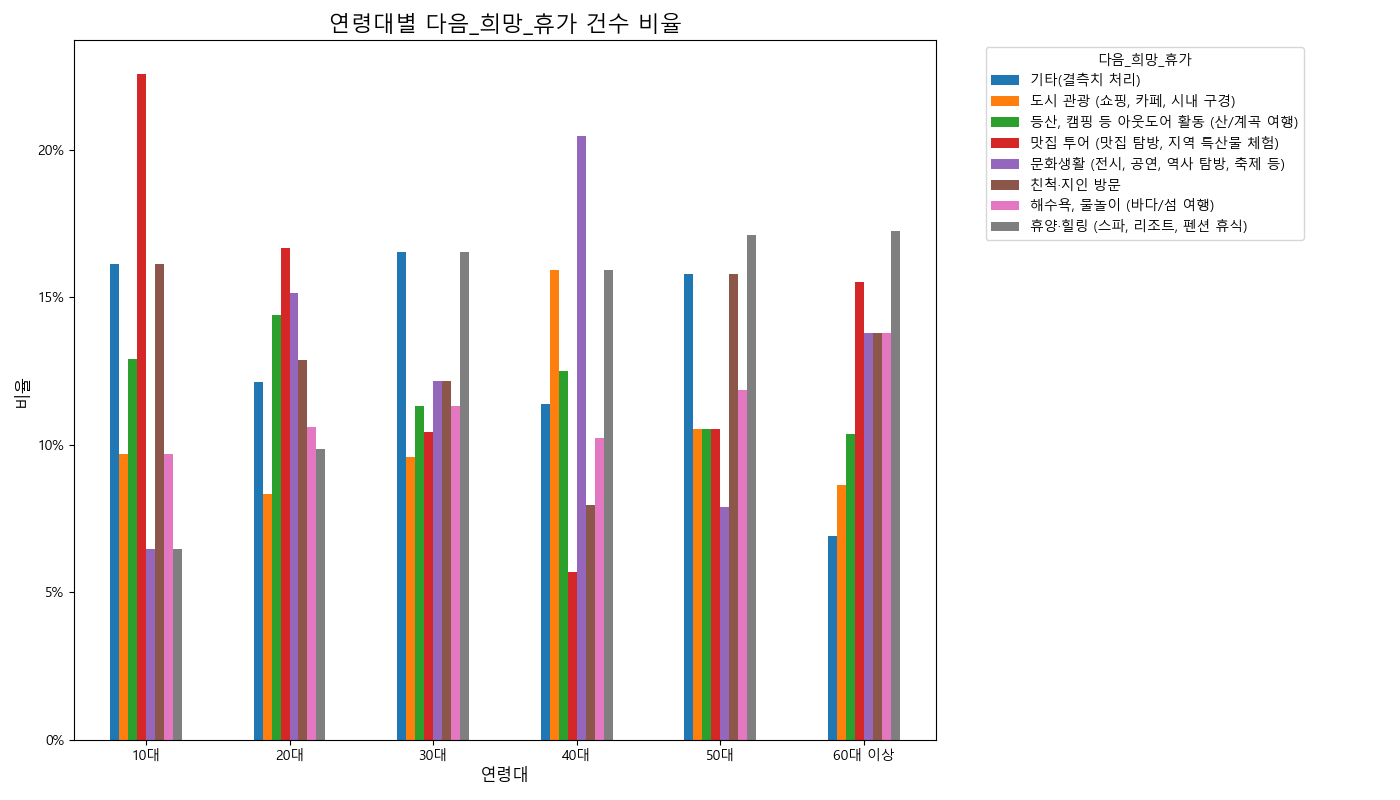 연령대별 다음_희망_휴가 건수 비율
다음_희망_휴가
기타(결측치 처리)
도시 관광 (쇼핑, 카페, 시내 구경)
등산, 캠핑 등 아웃도어 활동 (산/계곡 여행)
맛집 투어 (맛집 탐방, 지역 특산물 체험)
문화생활 (전시, 공연, 역사 탐방, 축제 등)
친척·지인 방문
해수욕, 물놀이 (바다/섬 여행)
휴양·힐링 (스파, 리조트, 펜션 휴식)
비율
20%
15%
10%
5%
0%
10대 20대 30대 40대 50대 60대 이상
연령대